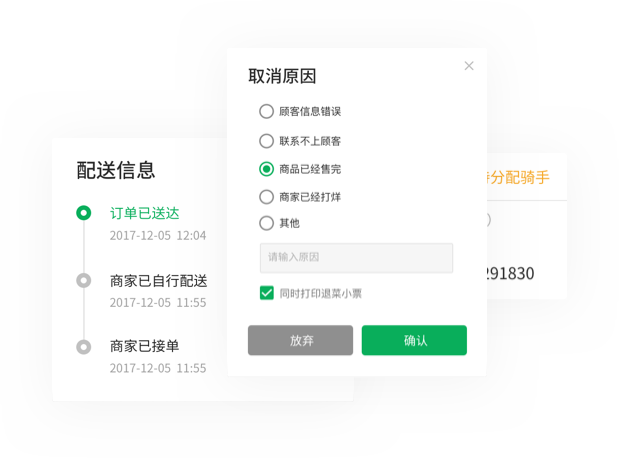 取消原因
顾客信息错误
联系不上顾客
商品已经售完
商家已经打烊
其他
请输入原因
同时打印退菜小票
放弃
确认
配送信息
订单已送达
2017-12-05 12:04
商家已自行配送
2017-12-05 11:55
商家已接单
2017-12-05 11:55
分配骑手
)
291830